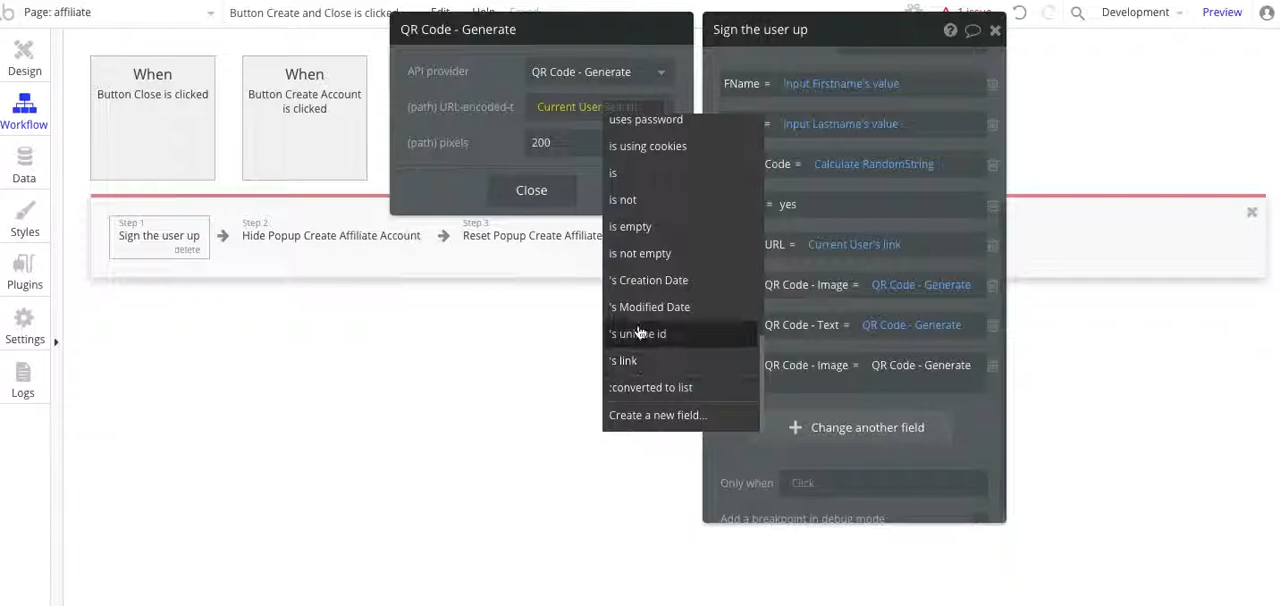 Page: affiliate
Button Create and Close is clicked
Edit
Help
Saved
1 issue
Development
Preview
Design
Workflow
Data
Styles
Plugins
Settings
Logs
When
Button Close is clicked
When
Button Create Account
is clicked
Step 1
Sign the user up
delete
Step 2
Hide Popup Create Affiliate Account
Step 3
Reset Popup Create Affiliate
QR Code - Generate
API provider
QR Code - Generate
(path) URL-encoded-t
Current User
(path) pixels
200
Close
uses password
is using cookies
is
is not
is empty
is not empty
's Creation Date
's Modified Date
's unique id
's link
:converted to list
Create a new field...
Sign the user up
FName =
Input Firstname's value
=
Input Lastname's value
Code =
Calculate RandomString
= yes
URL =
Current User's link
QR Code - Image =
QR Code - Generate
QR Code - Text =
QR Code - Generate
QR Code - Image =
QR Code - Generate
Change another field
Only when
Click
Add a breakpoint in debug mode